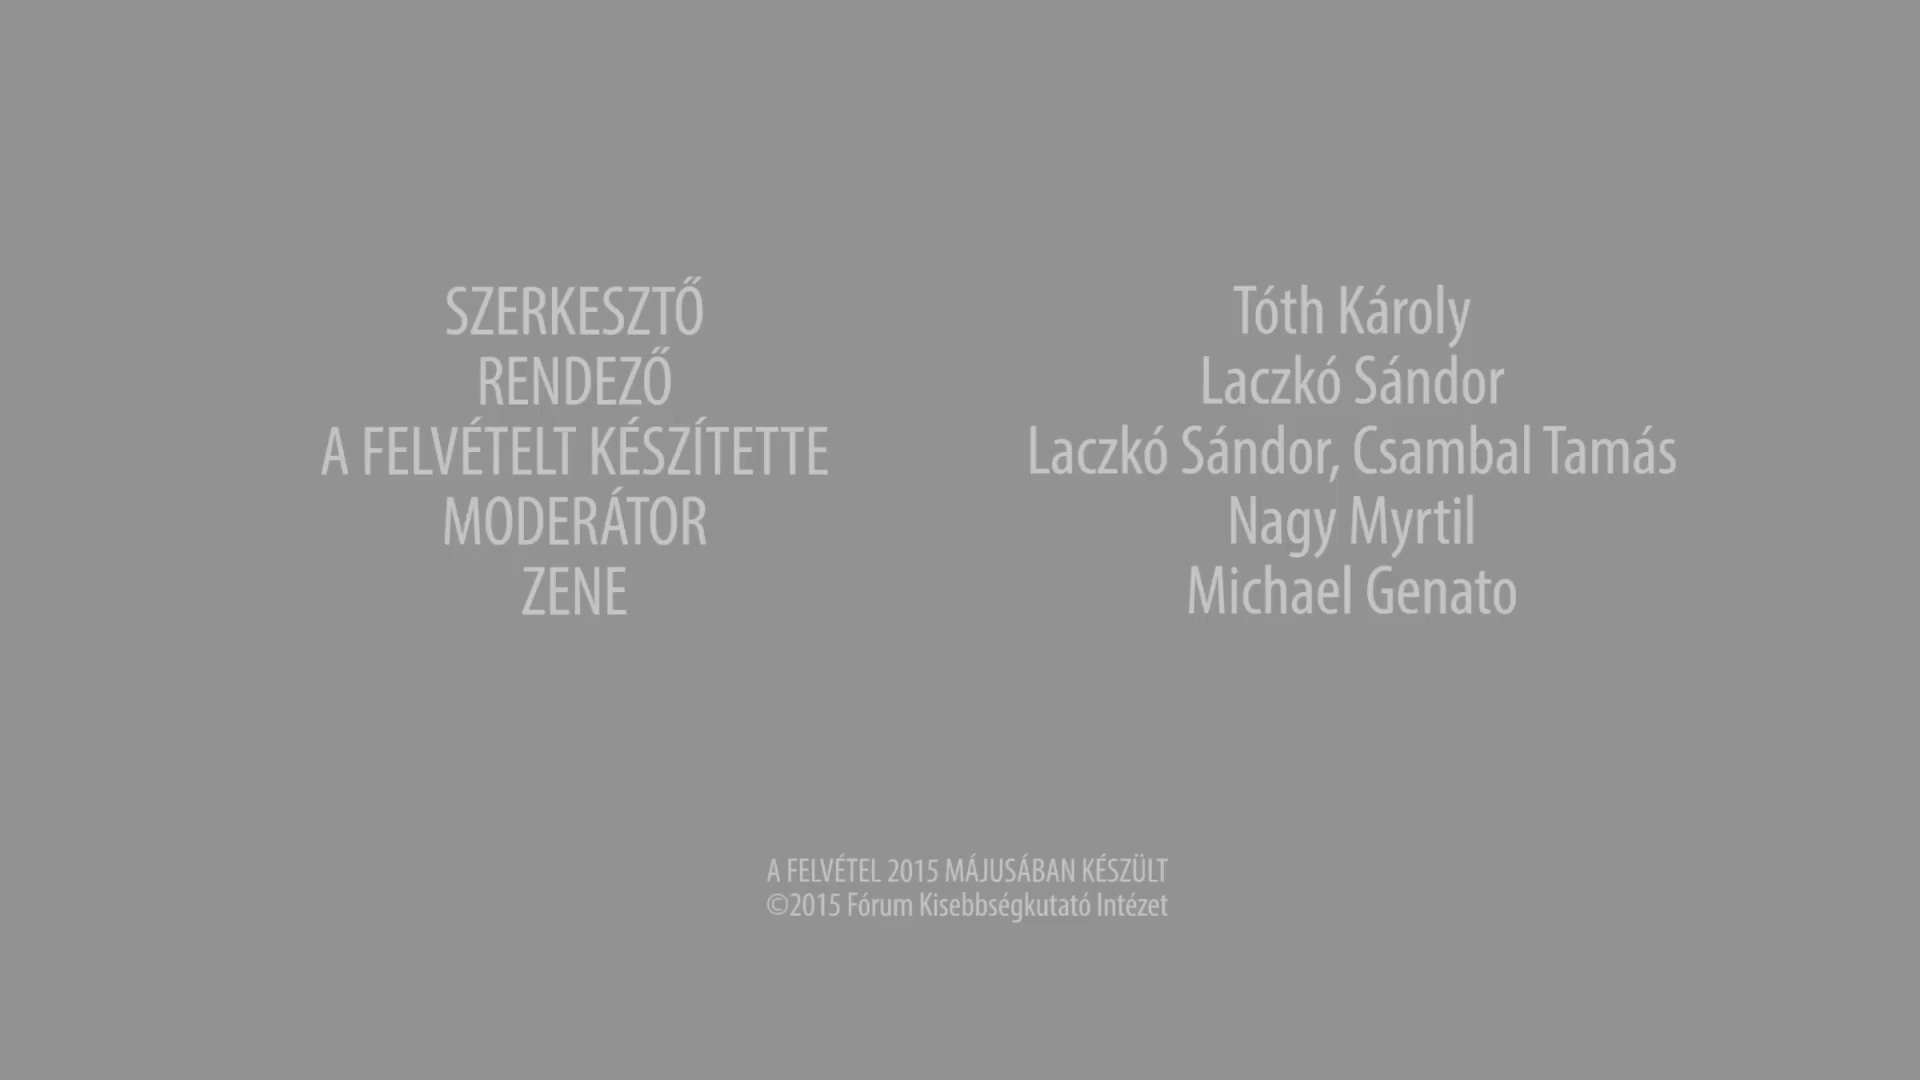 SZERKESZTŐ Tóth Károly
RENDEZŐ Laczkó Sándor
A FELVÉTELT KÉSZÍTETTE Laczkó Sándor, Csambal Tamás
MODERÁTOR Nagy Myrtil
ZENE Michael Genato
A FELVÉTEL 2015 MÁJUSÁBAN KÉSZÜLT
©2015 Fórum Kisebbségkutató Intézet